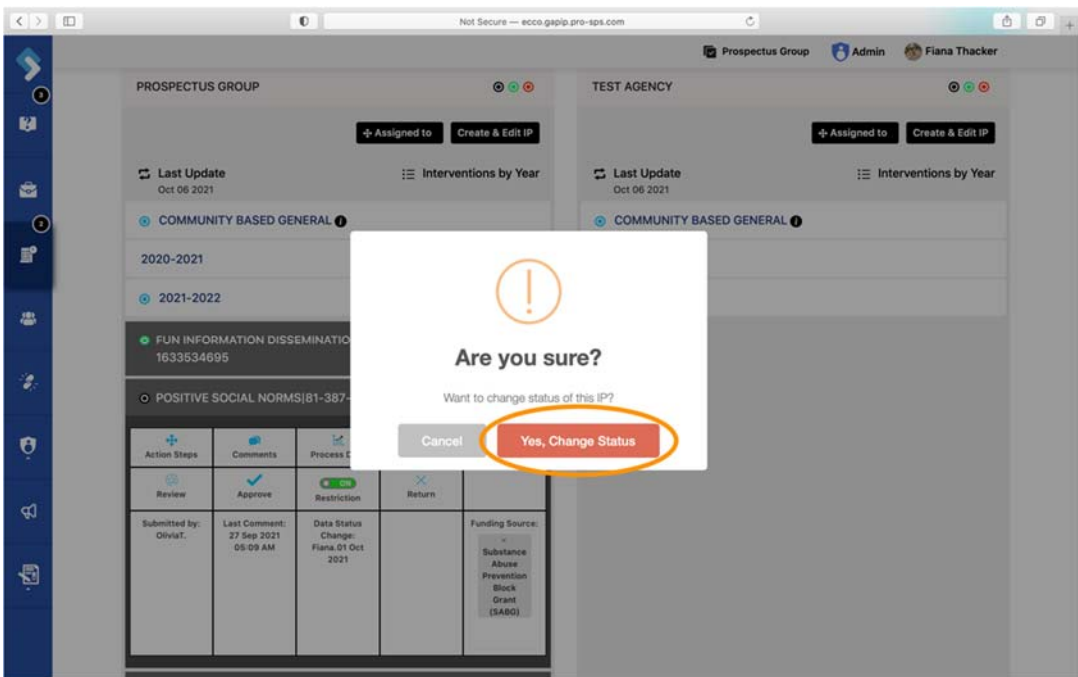 Not Secure — ecco.gapip.pro-sps.com
Prospectus Group Admin Fiana Thacker
3
2
PROSPECTUS GROUP
Assigned to Create & Edit IP
Last Update Interventions by Year
Oct 06 2021
COMMUNITY BASED GENERAL
2020-2021
2021-2022
FUN INFORMATION DISSEMINATIO
1633534695
POSITIVE SOCIAL NORMS|81-387-
Action Steps Comments Process D
Review Approve ON Restriction Return
Submitted by:
OliviaT.
Last Comment:
27 Sep 2021
05:09 AM
Data Status
Change:
Fiana.01 Oct
2021
Funding Source:
×
Substance
Abuse
Prevention
Block
Grant
(SABG)
TEST AGENCY
Assigned to Create & Edit IP
Last Update Interventions by Year
Oct 06 2021
COMMUNITY BASED GENERAL
Are you sure?
Want to change status of this IP?
Cancel Yes, Change Status